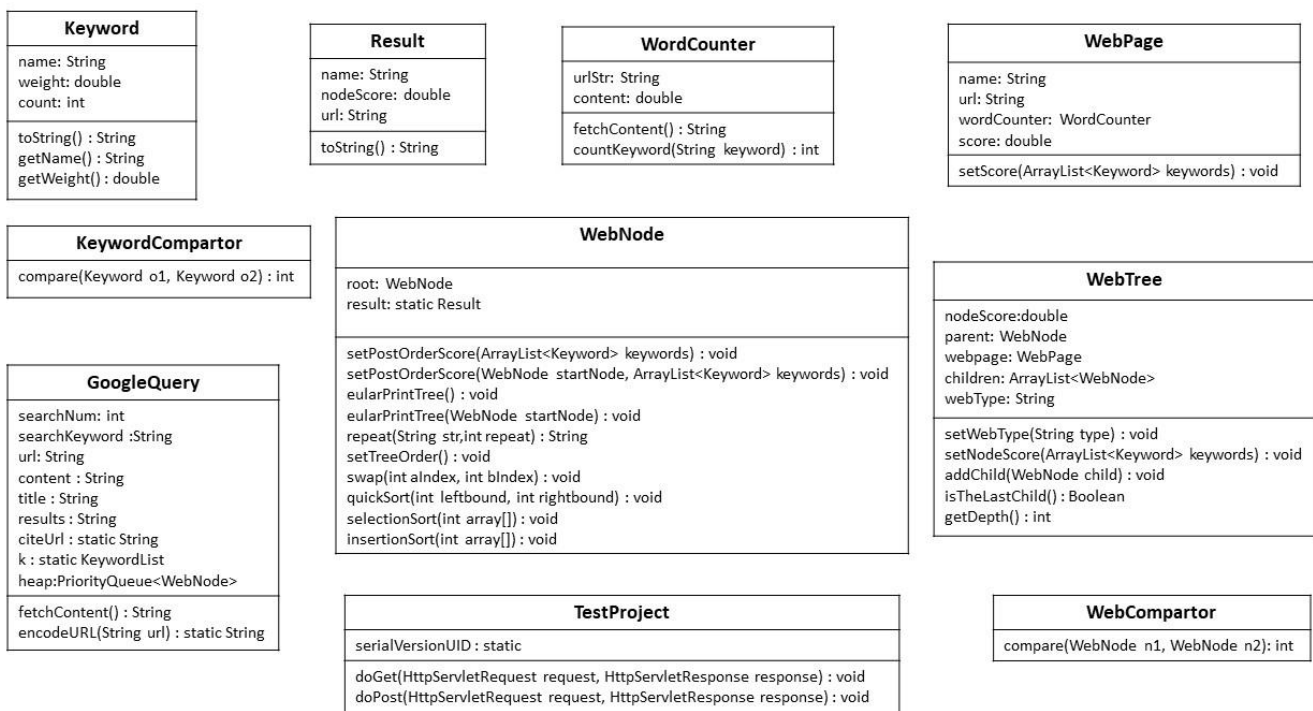 Keyword
name: String
weight: double
count: int
toString() : String
getName() : String
getWeight() : double
Result
name: String
nodeScore: double
url: String
toString() : String
WordCounter
urlStr: String
content: double
fetchContent() : String
countKeyword(String keyword) : int
WebPage
name: String
url: String
wordCounter: WordCounter
score: double
setScore(ArrayList<Keyword> keywords) : void
KeywordCompartor
compare(Keyword o1, Keyword o2) : int
WebNode
root: WebNode
result: static Result
setPostOrderScore(ArrayList<Keyword> keywords) : void
setPostOrderScore(WebNode startNode, ArrayList<Keyword> keywords) : void
eularPrintTree() : void
eularPrintTree(WebNode startNode) : void
repeat(String str,int repeat) : String
setTreeOrder() : void
swap(int aIndex, int bIndex) : void
quickSort(int leftbound, int rightbound) : void
selectionSort(int array[]) : void
insertionSort(int array[]) : void
WebTree
nodeScore:double
parent: WebNode
webpage: WebPage
children: ArrayList<WebNode>
webType: String
setWebType(String type) : void
setNodeScore(ArrayList<Keyword> keywords) : void
addChild(WebNode child) : void
isTheLastChild() : Boolean
getDepth() : int
GoogleQuery
searchNum: int
searchKeyword :String
url: String
content : String
title : String
results : String
citeUrl : static String
k : static KeywordList
heap:PriorityQueue<WebNode>
fetchContent() : String
encodeURL(String url) : static String
TestProject
serialVersionUID : static
doGet(HttpServletRequest request, HttpServletResponse response) : void
doPost(HttpServletRequest request, HttpServletResponse response) : void
WebCompartor
compare(WebNode n1, WebNode n2): int